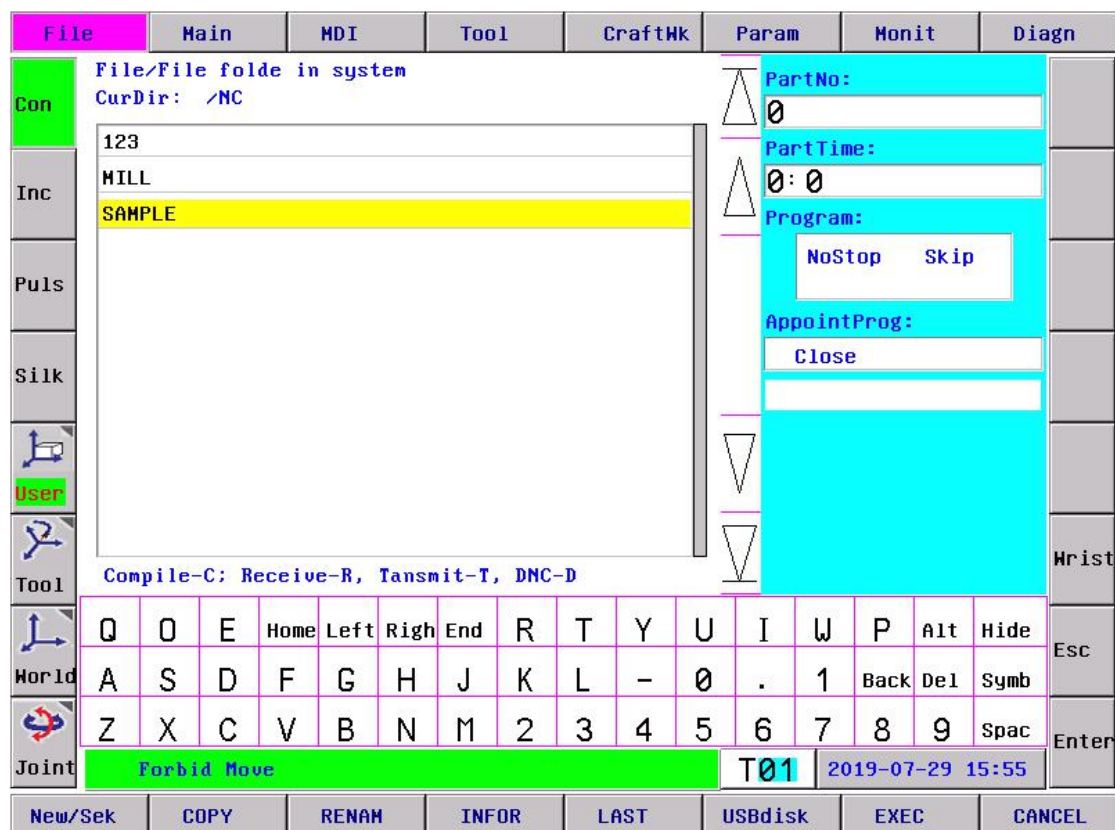 File Main MDI Tool CraftWk Param Monit Diagn
File/File folde in system
CurDir: /NC
123
MILL
SAMPLE
Compile-C; Receive-R, Tansmit-T, DNC-D
Con
Inc
Puls
Silk
User
Tool
World
Joint
PartNo:
0
PartTime:
0: 0
Program:
NoStop Skip
AppointProg:
Close
Wrist
Esc
Enter
Q O E Home Left Righ End R T Y U I W P Alt Hide
A S D F G H J K L - 0 . 1 Back Del Symb
Z X C V B N M 2 3 4 5 6 7 8 9 Spac
Forbid Move T01 2019-07-29 15:55
New/Sek COPY RENAM INFOR LAST USBdisk EXEC CANCEL